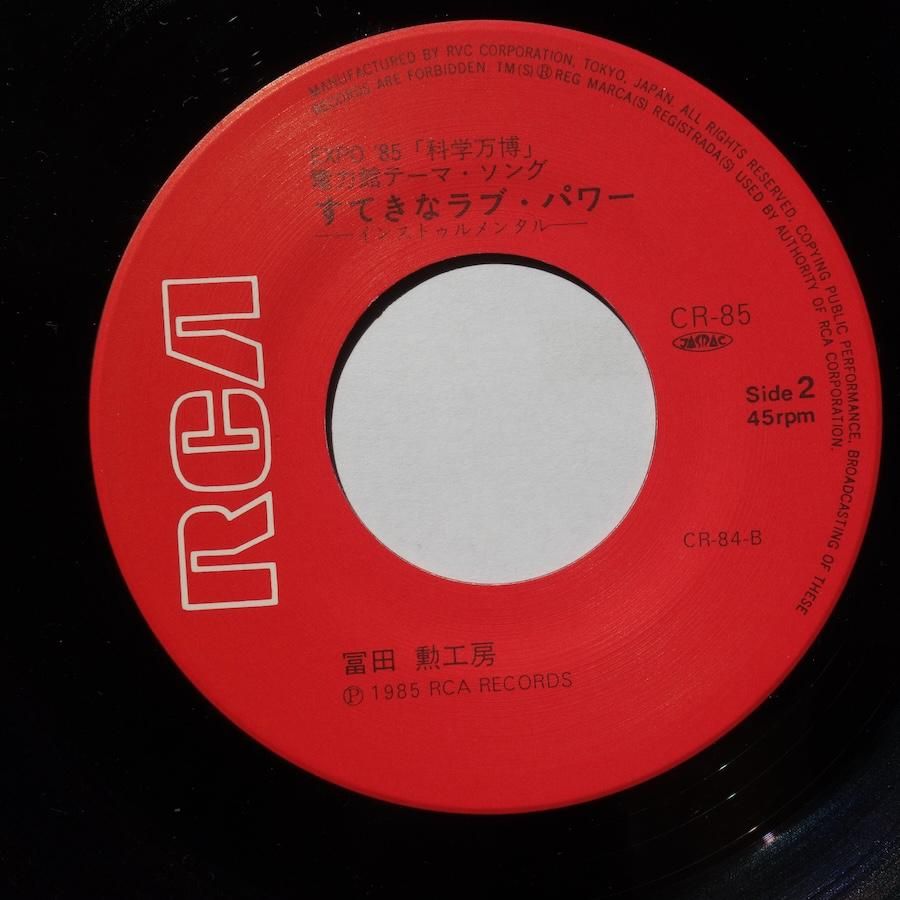 MANUFACTURED BY RVC CORPORATION, TOKYO, JAPAN. ALL RIGHTS RESERVED. COPYING PUBLIC PERFORMANCE, BROADCASTING OF THESE
RECORDS ARE FORBIDDEN. TM(S)Ⓡ REG MARCA(S) REGISTRADA(S) USED BY AUTHORITY OF RCA CORPORATION.
EXPO '85「科学万博」
電力館テーマ・ソング
すてきなラブ・パワー
──インストゥルメンタル──
RCA
CR-85
JASRAC
Side 2
45rpm
CR-84-B
冨田 勲工房
Ⓟ 1985 RCA RECORDS